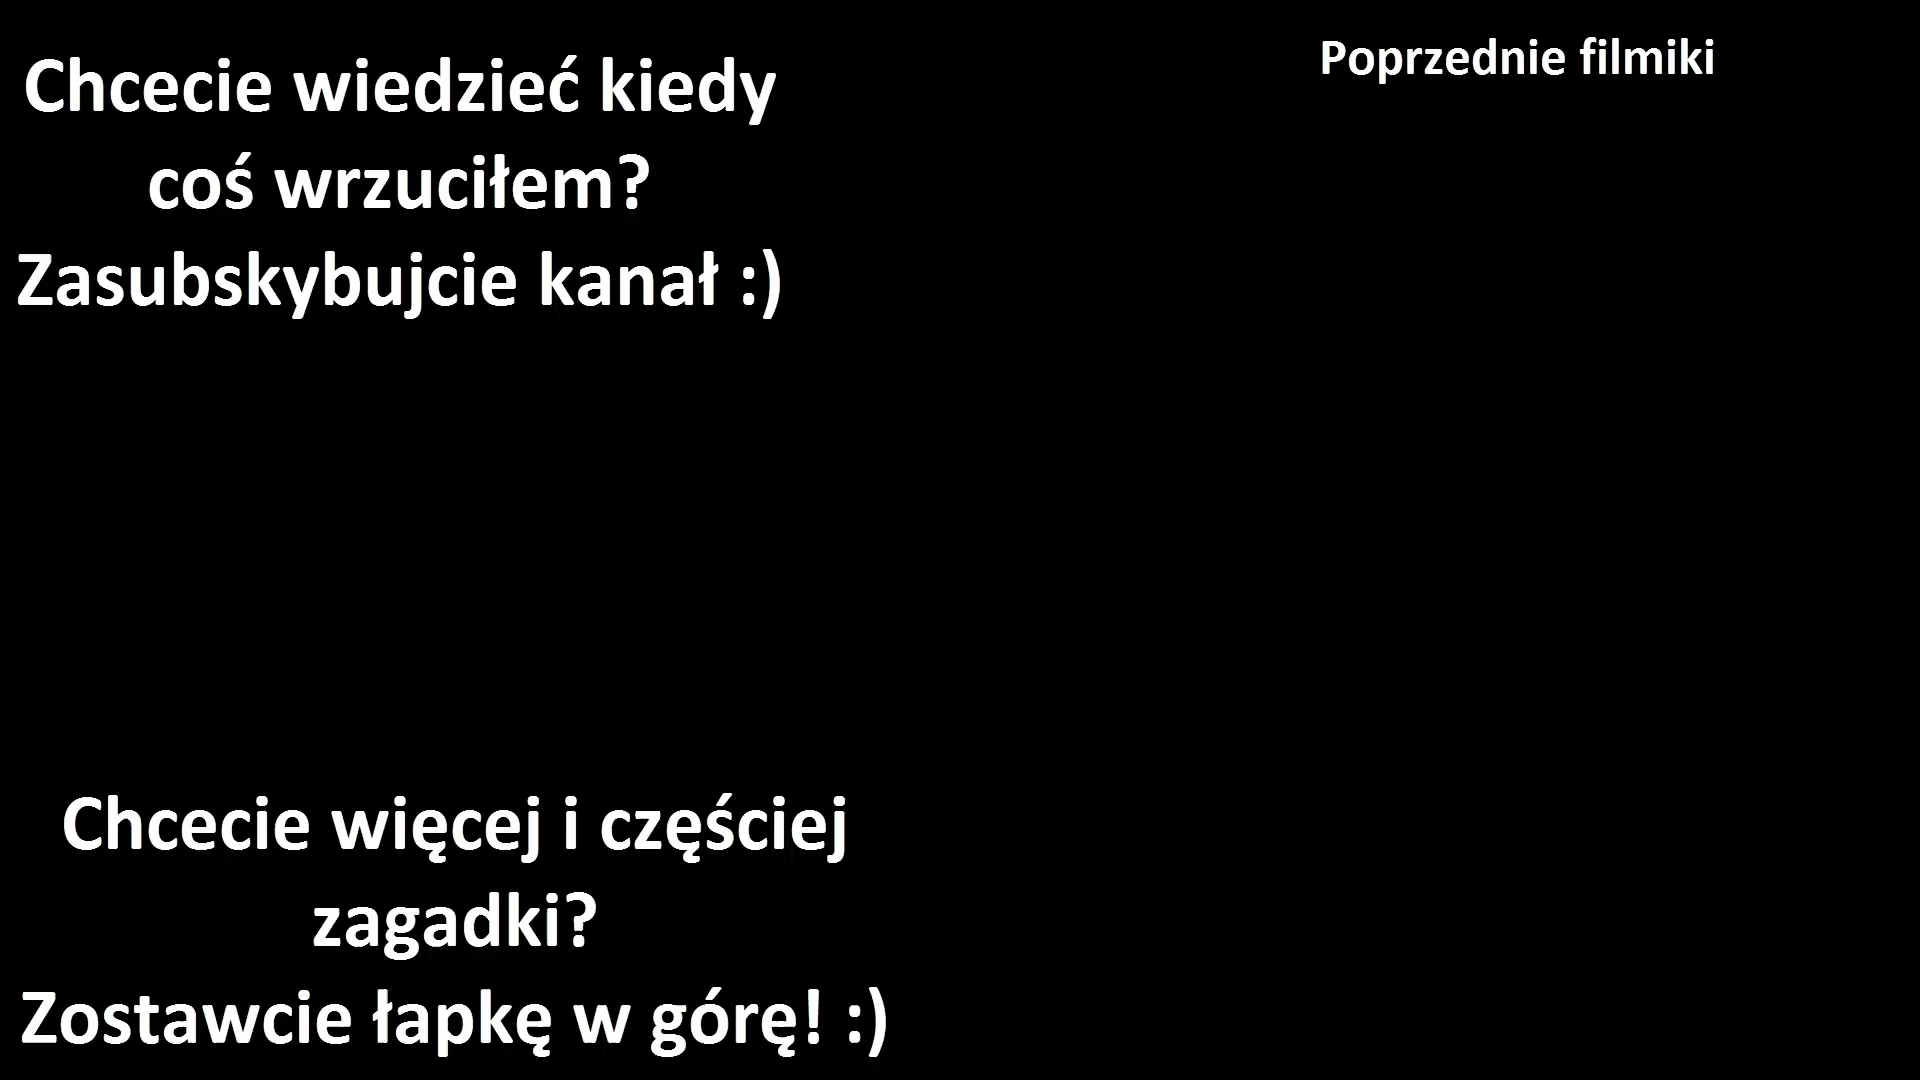 Chcecie wiedzieć kiedy
coś wrzuciłem?
Zasubskybujcie kanał :)
Poprzednie filmiki
Chcecie więcej i częściej
zagadki?
Zostawcie łapkę w górę! :)